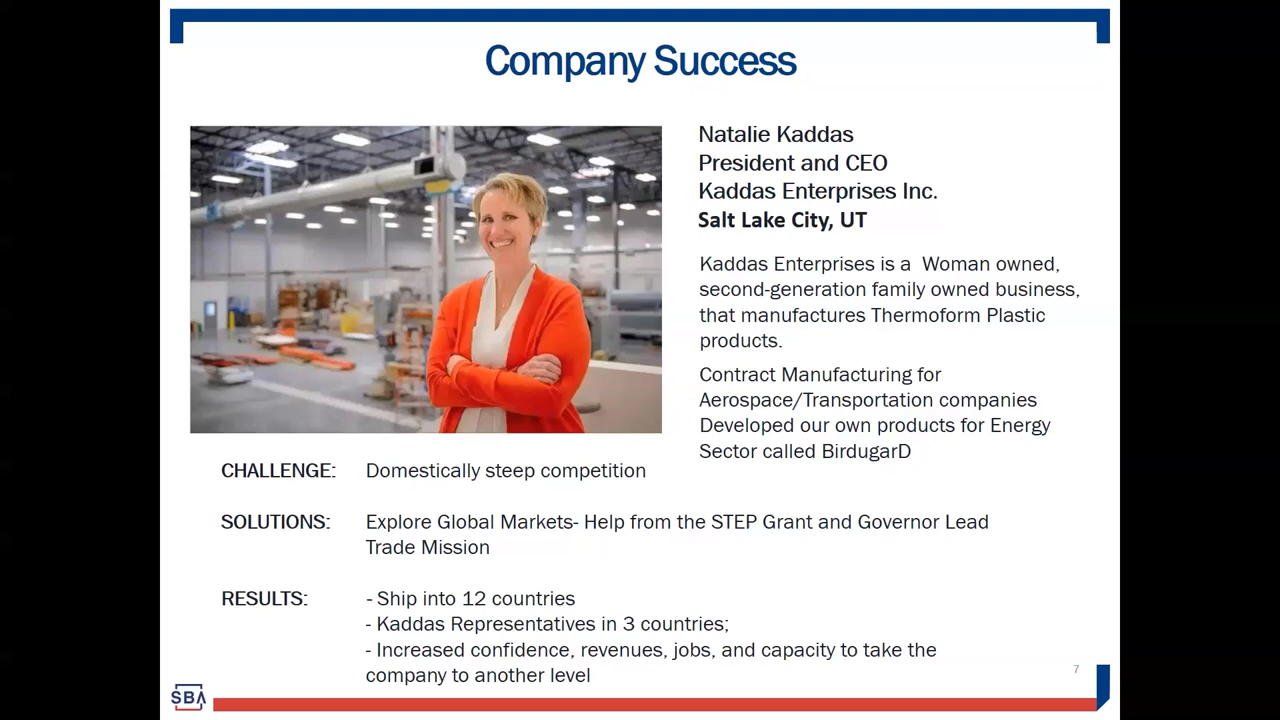 Company Success
Natalie Kaddas
President and CEO
Kaddas Enterprises Inc.
Salt Lake City, UT
Kaddas Enterprises is a  Woman owned,
second-generation family owned business,
that manufactures Thermoform Plastic
products.
Contract Manufacturing for
Aerospace/Transportation companies
Developed our own products for Energy
Sector called BirdugarD
CHALLENGE: Domestically steep competition
SOLUTIONS: Explore Global Markets- Help from the STEP Grant and Governor Lead
Trade Mission
RESULTS: - Ship into 12 countries
- Kaddas Representatives in 3 countries;
- Increased confidence, revenues, jobs, and capacity to take the
company to another level
7
SBA